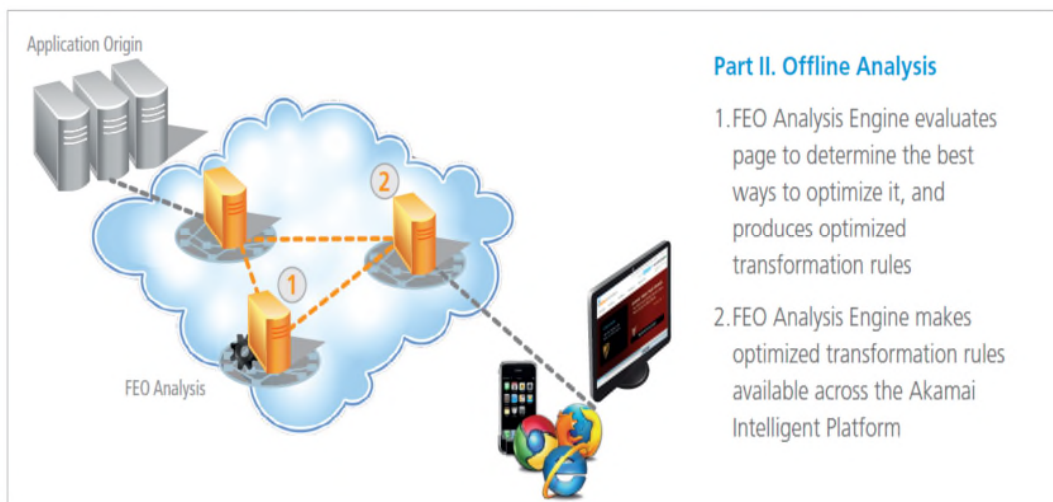 Application Origin
Part II. Offline Analysis
1. FEO Analysis Engine evaluates
page to determine the best
ways to optimize it, and
produces optimized
transformation rules
2. FEO Analysis Engine makes
optimized transformation rules
available across the Akamai
Intelligent Platform
2
1
FEO Analysis